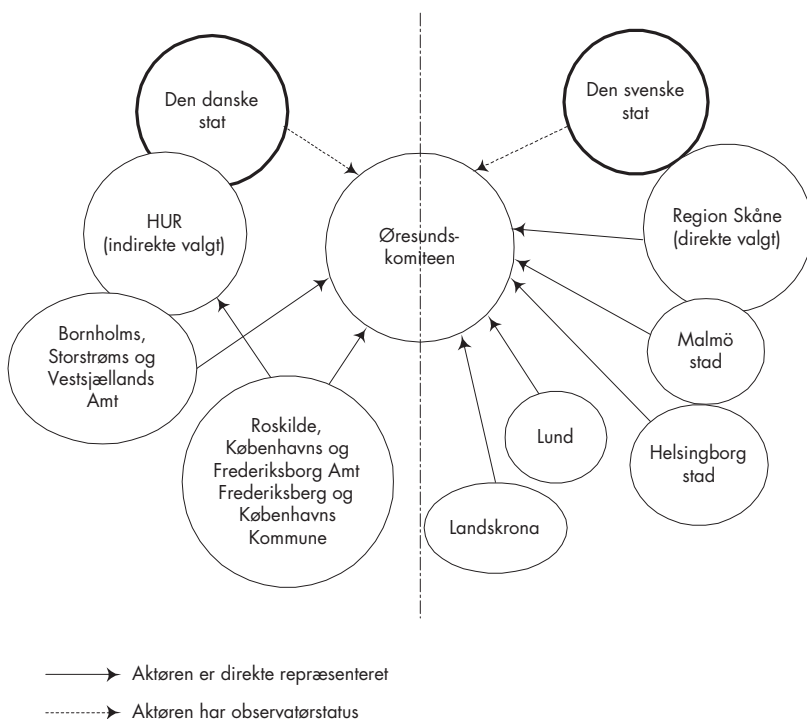 Den danske
stat
Den svenske
stat
HUR
(indirekte valgt)
Øresunds-
komiteen
Region Skåne
(direkte valgt)
Bornholms,
Storstrøms og
Vestsjællands
Amt
Malmö
stad
Roskilde,
Københavns og
Frederiksborg Amt
Frederiksberg og
Københavns
Kommune
Lund
Helsingborg
stad
Landskrona
Aktøren er direkte repræsenteret
Aktøren har observatørstatus